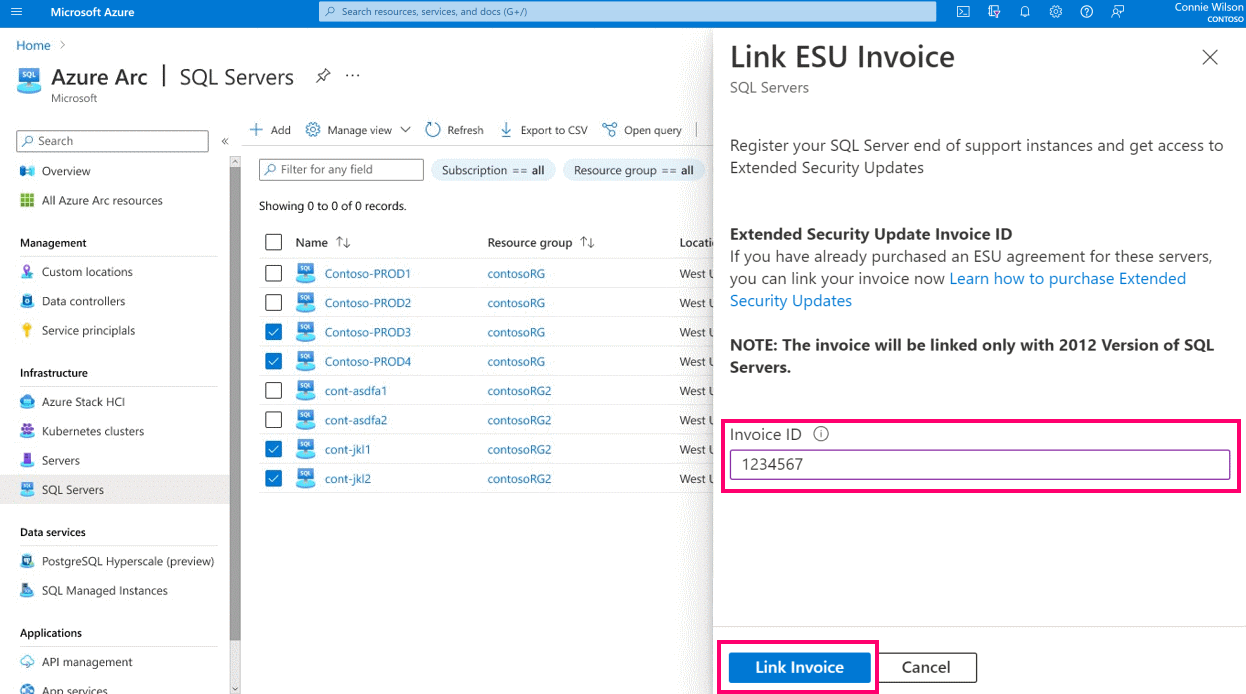 Microsoft Azure
Search resources, services, and docs (G+/)
Connie Wilson
CONTOSO
Home
Azure Arc | SQL Servers
Microsoft
Search
Overview
All Azure Arc resources
Management
Custom locations
Data controllers
Service principlals
Infrastructure
Azure Stack HCI
Kubernetes clusters
Servers
SQL Servers
Data services
PostgreSQL Hyperscale (preview)
SQL Managed Instances
Applications
API management
App services
Add Manage view Refresh Export to CSV Open query
Filter for any field Subscription == all Resource group == all
Showing 0 to 0 of 0 records.
Name Resource group Locati
Contoso-PROD1 contosoRG West U
Contoso-PROD2 contosoRG West U
Contoso-PROD3 contosoRG West U
Contoso-PROD4 contosoRG West U
cont-asdfa1 contosoRG2 West U
cont-asdfa2 contosoRG2 West U
cont-jkl1 contosoRG2 West U
cont-jkl2 contosoRG2 West U
Link ESU Invoice
SQL Servers
Register your SQL Server end of support instances and get access to
Extended Security Updates
Extended Security Update Invoice ID
If you have already purchased an ESU agreement for these servers,
you can link your invoice now Learn how to purchase Extended
Security Updates
NOTE: The invoice will be linked only with 2012 Version of SQL
Servers.
Invoice ID
1234567
Link Invoice Cancel